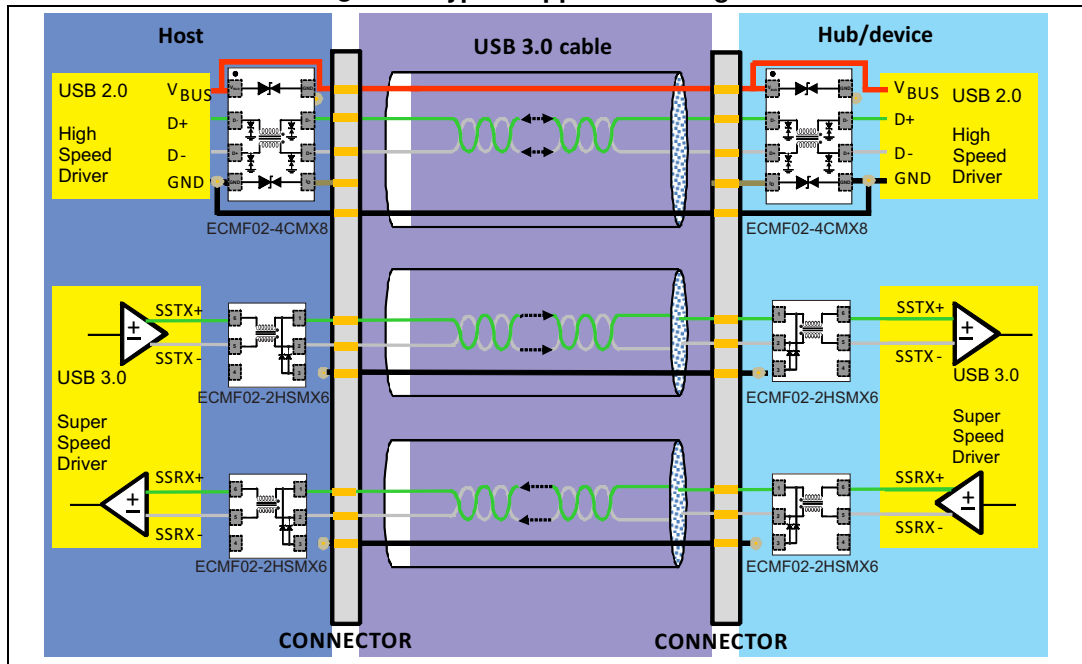 Host
USB 3.0 cable
Hub/device
USB 2.0
High
Speed
Driver
VBUS
D+
D-
GND
ECMF02-4CMX8
VBUS
D+
D-
GND
USB 2.0
High
Speed
Driver
ECMF02-4CMX8
SSTX+
SSTX-
USB 3.0
Super
Speed
Driver
SSRX+
SSRX-
ECMF02-2HSMX6
ECMF02-2HSMX6
SSTX+
SSTX-
USB 3.0
Super
Speed
Driver
SSRX+
SSRX-
ECMF02-2HSMX6
ECMF02-2HSMX6
CONNECTOR
CONNECTOR